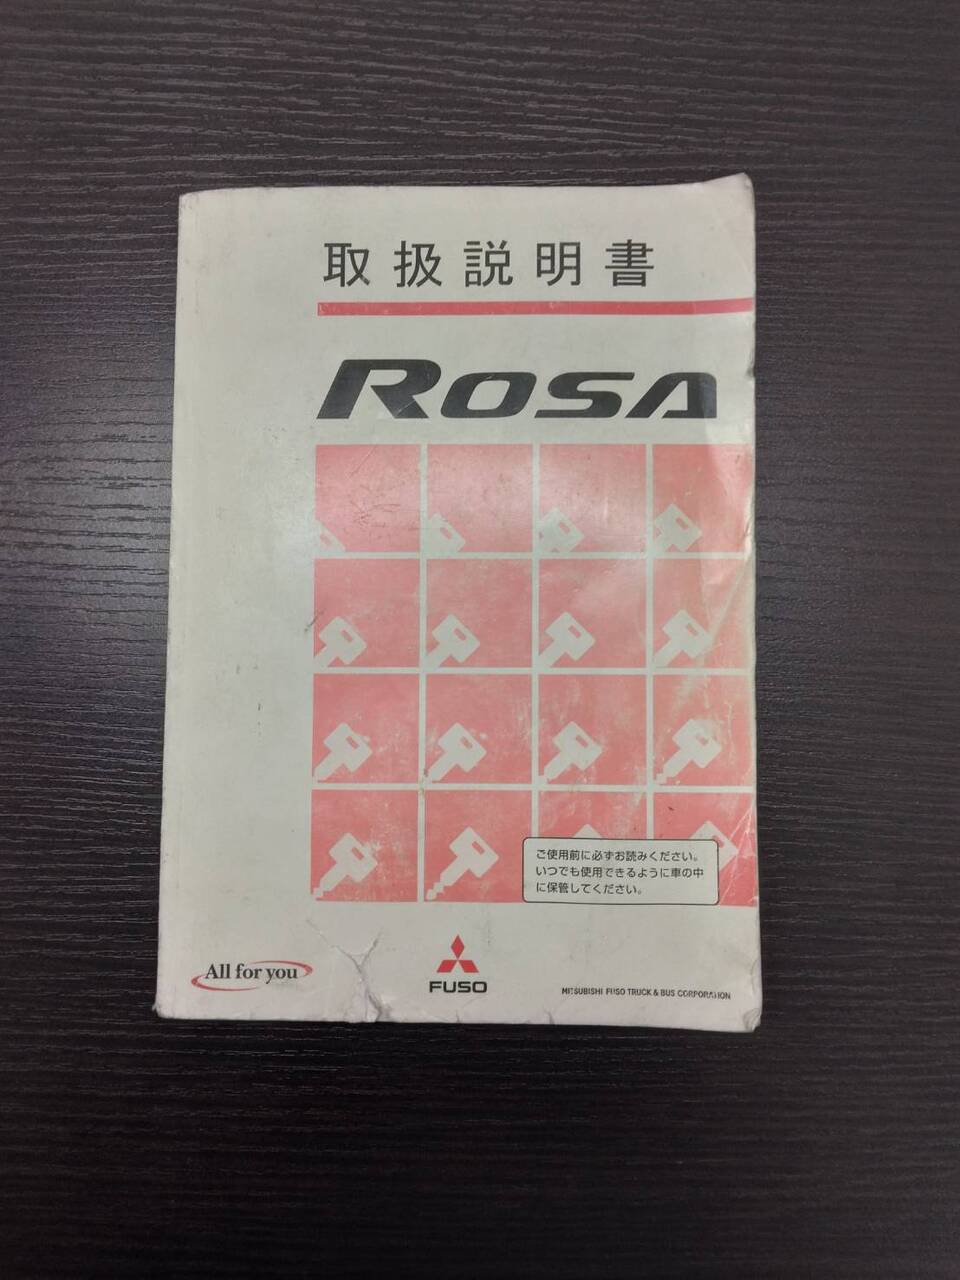 取扱説明書
ROSA
ご使用前に必ずお読みください。
いつでも使用できるように車の中
に保管してください。
All for you
FUSO
MITSUBISHI FUSO TRUCK & BUS CORPORATION